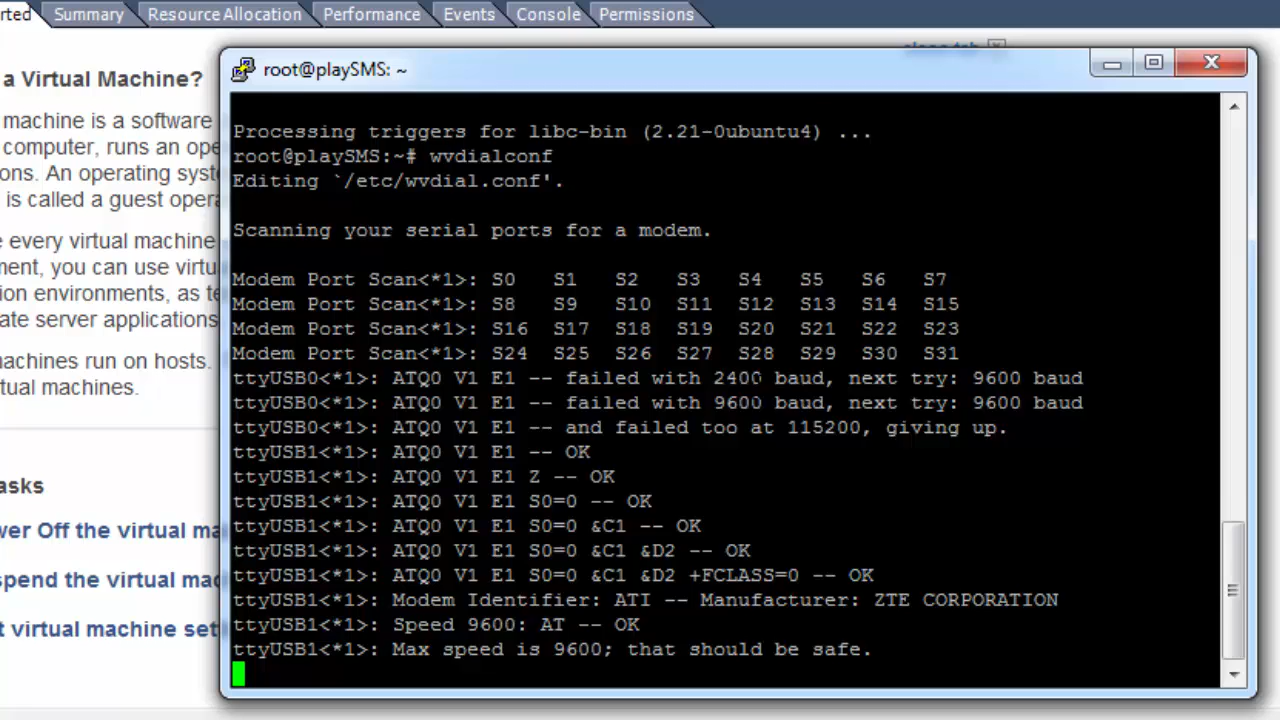 rted Summary Resource Allocation Performance Events Console Permissions
a Virtual Machine?
machine is a software
computer, runs an ope
ons. An operating syst
is called a guest opera
e every virtual machine
ment, you can use virtu
ion environments, as te
ate server applications
machines run on hosts.
tual machines.
asks
wer Off the virtual ma
spend the virtual mac
t virtual machine set
root@playSMS: ~
Processing triggers for libc-bin (2.21-0ubuntu4) ...
root@playSMS:~# wvdialconf
Editing `/etc/wvdial.conf'.
Scanning your serial ports for a modem.
Modem Port Scan<*1>: S0 S1 S2 S3 S4 S5 S6 S7
Modem Port Scan<*1>: S8 S9 S10 S11 S12 S13 S14 S15
Modem Port Scan<*1>: S16 S17 S18 S19 S20 S21 S22 S23
Modem Port Scan<*1>: S24 S25 S26 S27 S28 S29 S30 S31
ttyUSB0<*1>: ATQ0 V1 E1 -- failed with 2400 baud, next try: 9600 baud
ttyUSB0<*1>: ATQ0 V1 E1 -- failed with 9600 baud, next try: 9600 baud
ttyUSB0<*1>: ATQ0 V1 E1 -- and failed too at 115200, giving up.
ttyUSB1<*1>: ATQ0 V1 E1 -- OK
ttyUSB1<*1>: ATQ0 V1 E1 Z -- OK
ttyUSB1<*1>: ATQ0 V1 E1 S0=0 -- OK
ttyUSB1<*1>: ATQ0 V1 E1 S0=0 &C1 -- OK
ttyUSB1<*1>: ATQ0 V1 E1 S0=0 &C1 &D2 -- OK
ttyUSB1<*1>: ATQ0 V1 E1 S0=0 &C1 &D2 +FCLASS=0 -- OK
ttyUSB1<*1>: Modem Identifier: ATI -- Manufacturer: ZTE CORPORATION
ttyUSB1<*1>: Speed 9600: AT -- OK
ttyUSB1<*1>: Max speed is 9600; that should be safe.